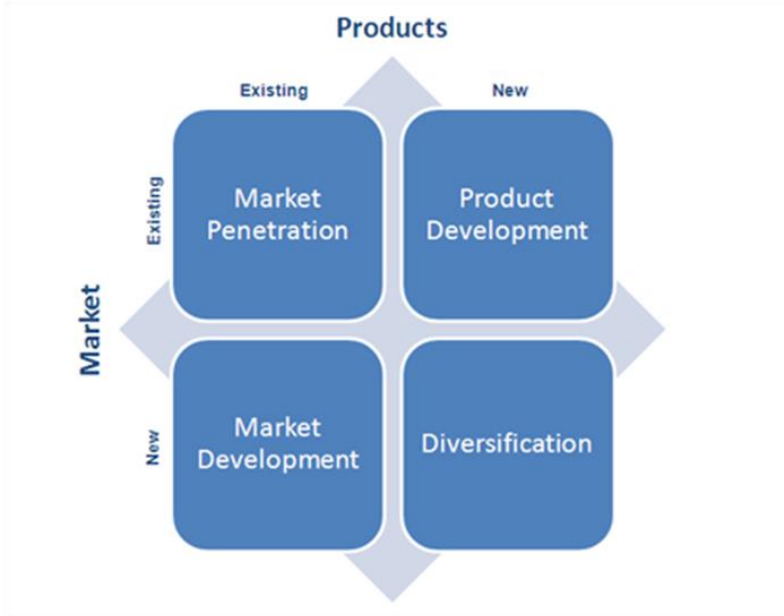 Products
Existing
New
Existing
Market
Penetration
Product
Development
Market
New
Market
Development
Diversification